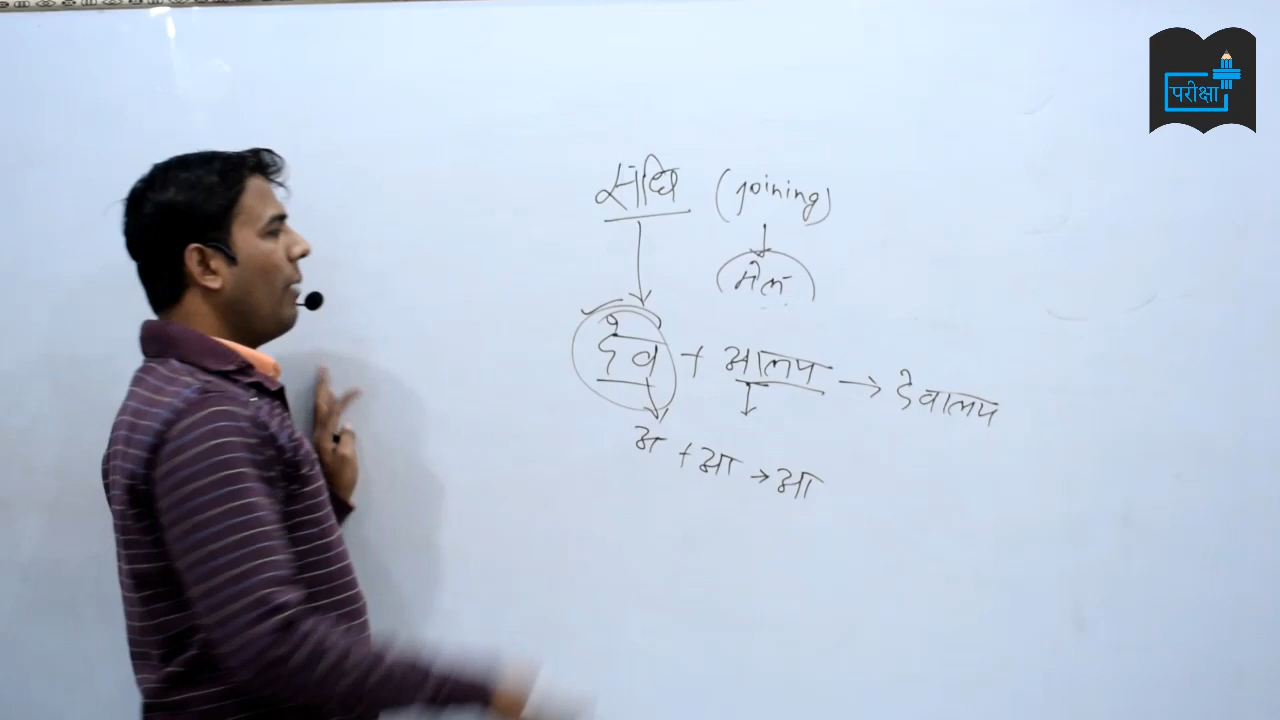 परीक्षा
संधि (joining)
(मेल)
देव + आलय → देवालय
अ + आ → आ